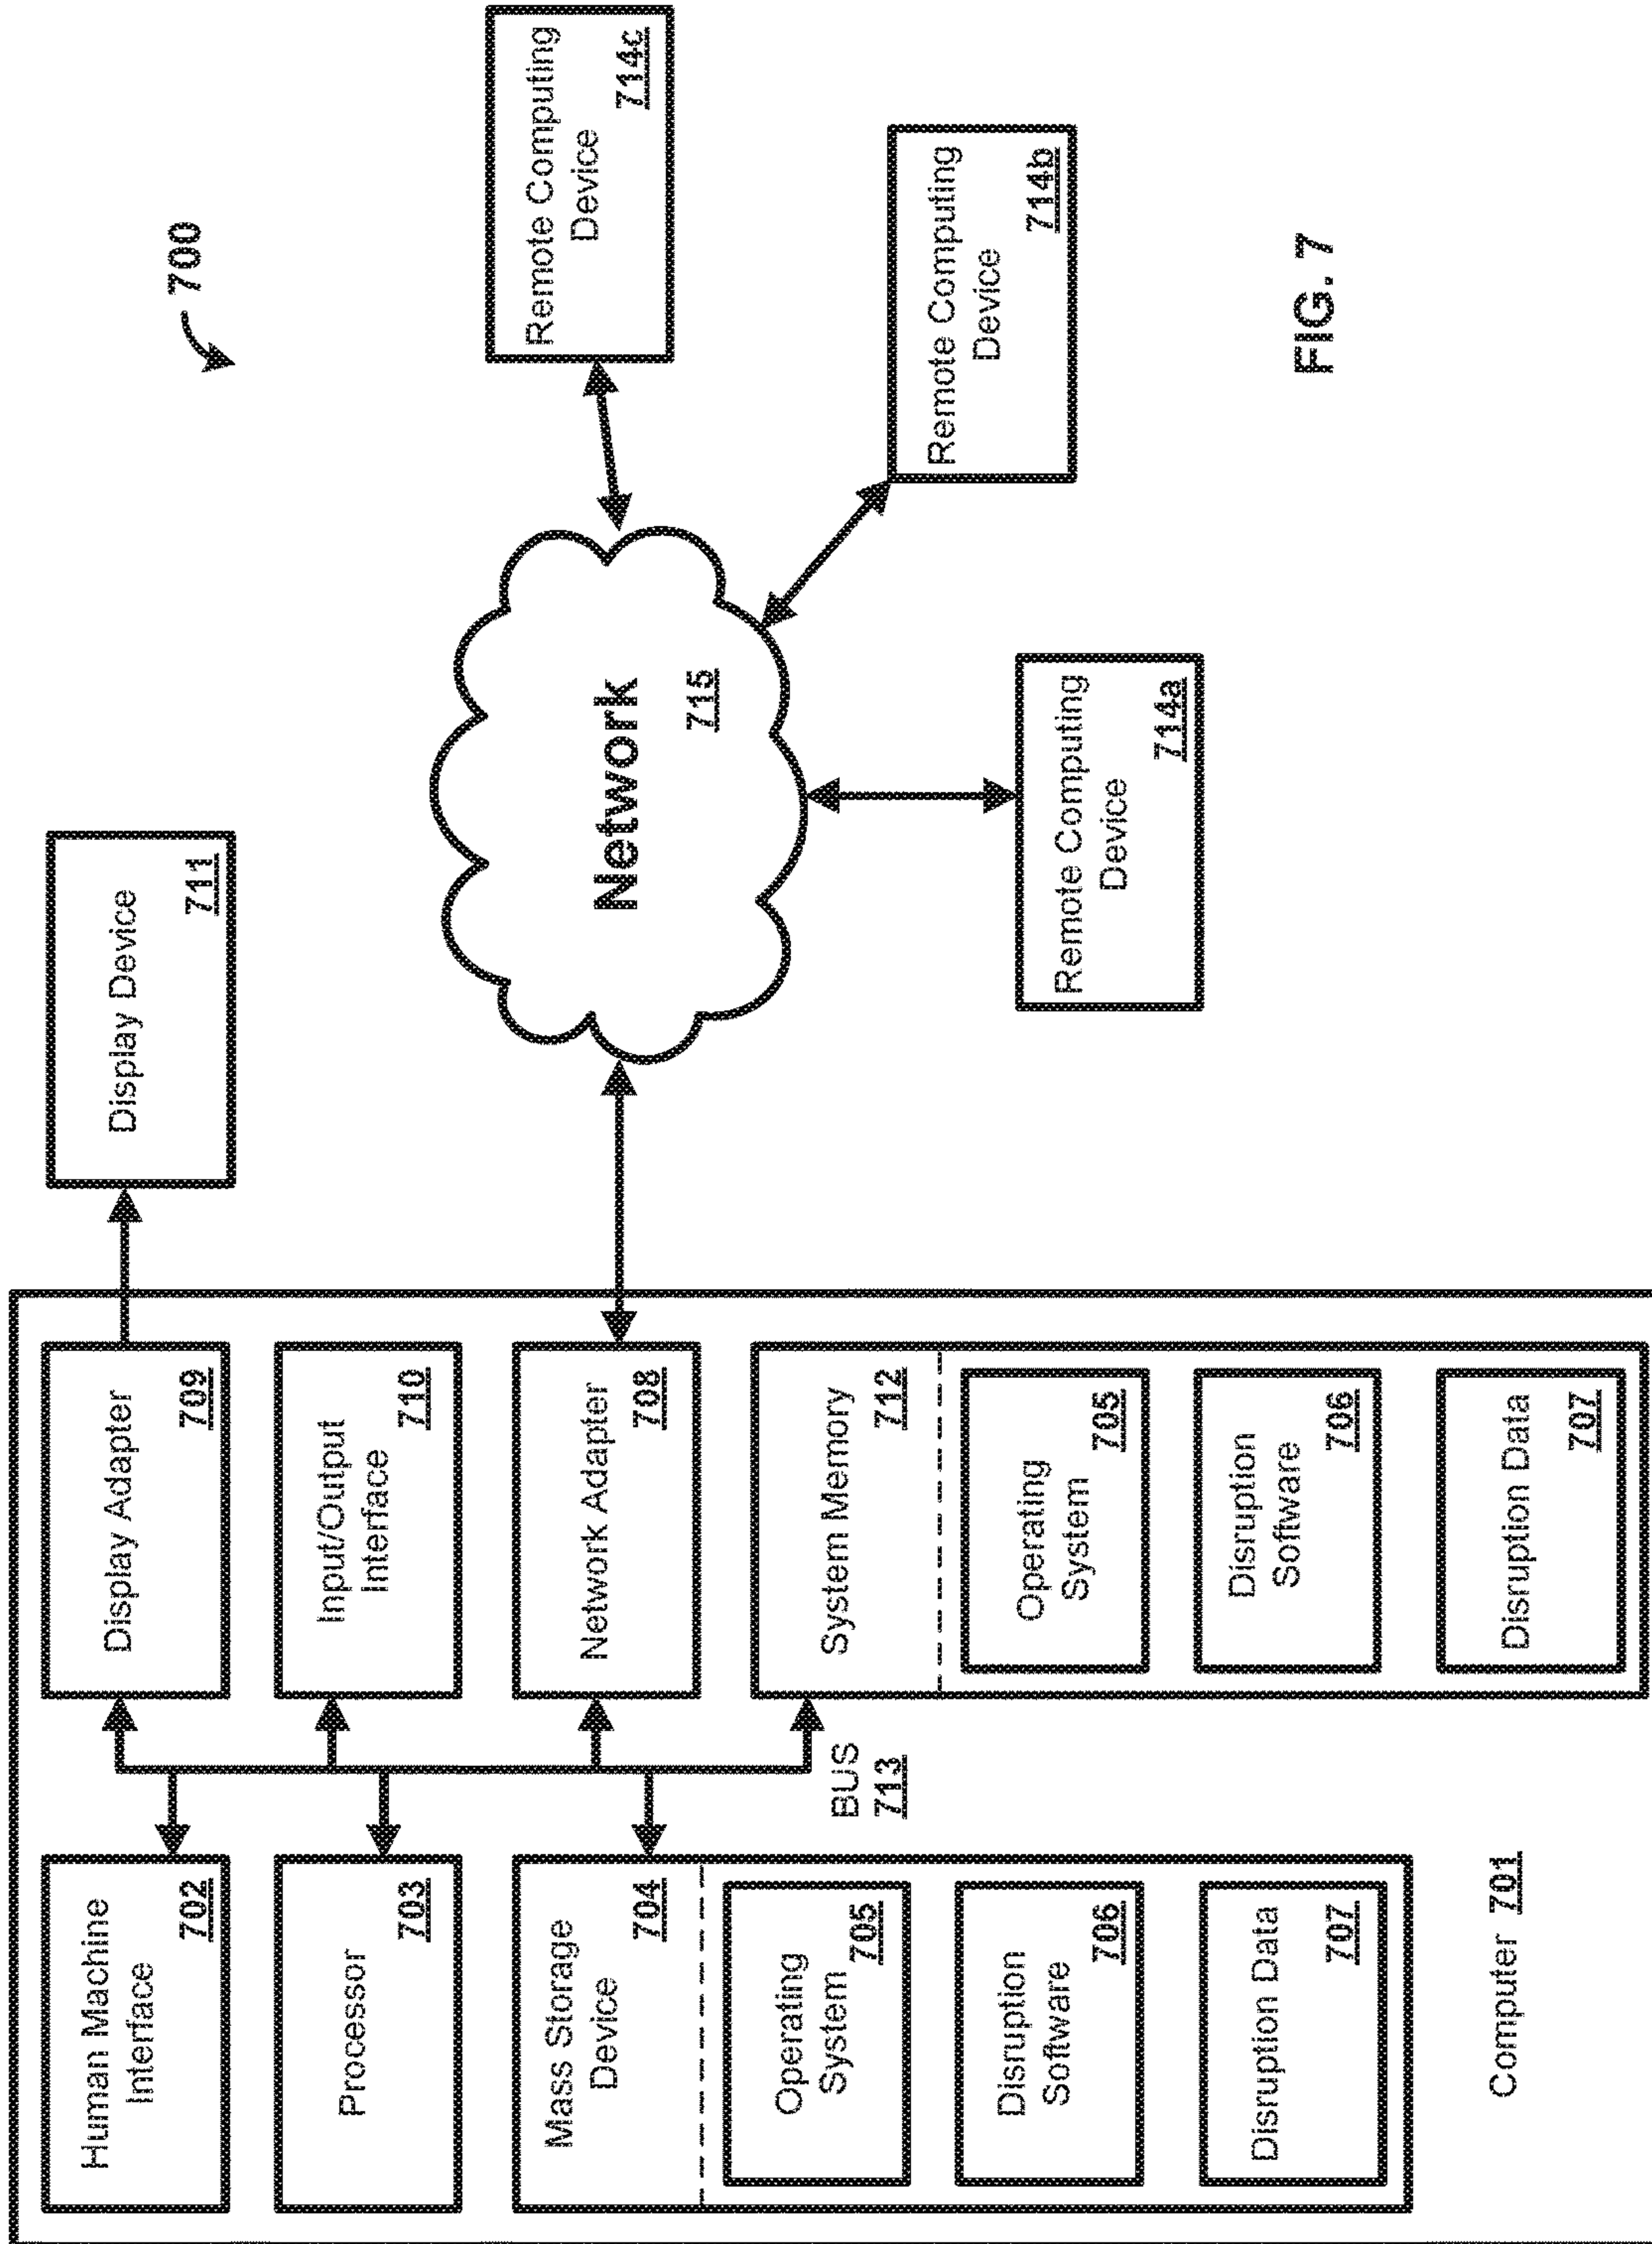 700
Human Machine
Interface
702
Processor
703
Mass Storage
Device
704
Operating
System
705
Disruption
Software
706
Disruption Data
707
Computer 701
BUS
713
Display Adapter
709
Input/Output
Interface
710
Network Adapter
708
System Memory
712
Operating
System
705
Disruption
Software
706
Disruption Data
707
Display Device
711
Network
715
Remote Computing
Device
714a
Remote Computing
Device
714b
Remote Computing
Device
714c
FIG. 7